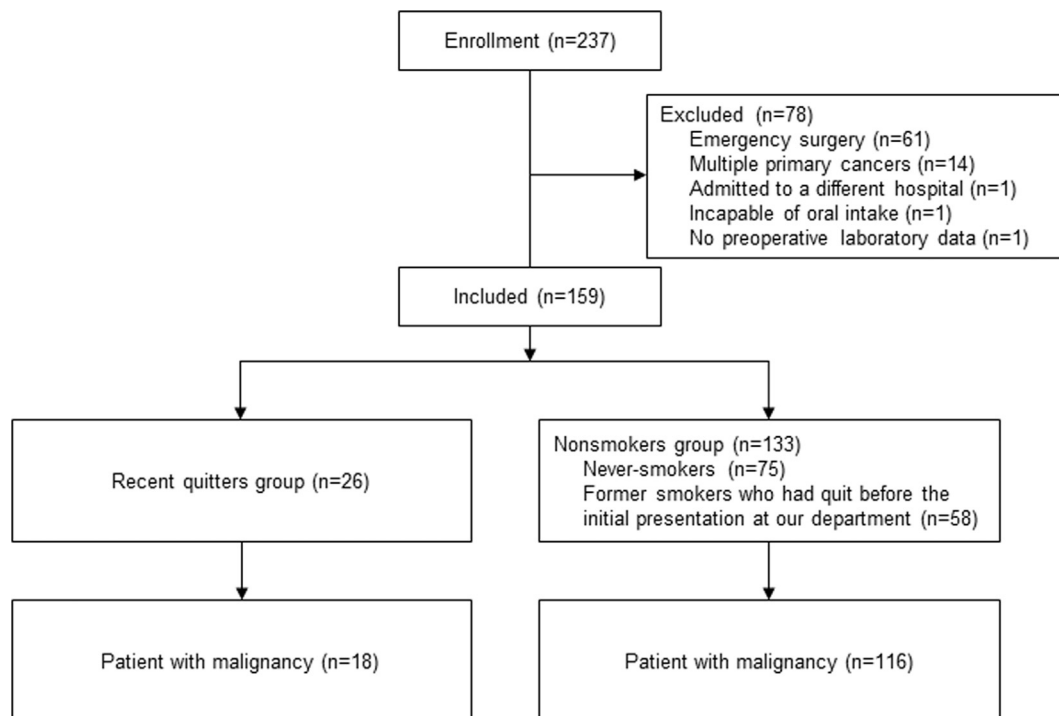 Enrollment (n=237)
Excluded (n=78)
Emergency surgery (n=61)
Multiple primary cancers (n=14)
Admitted to a different hospital (n=1)
Incapable of oral intake (n=1)
No preoperative laboratory data (n=1)
Included (n=159)
Recent quitters group (n=26)
Nonsmokers group (n=133)
Never-smokers (n=75)
Former smokers who had quit before the
initial presentation at our department (n=58)
Patient with malignancy (n=18)
Patient with malignancy (n=116)